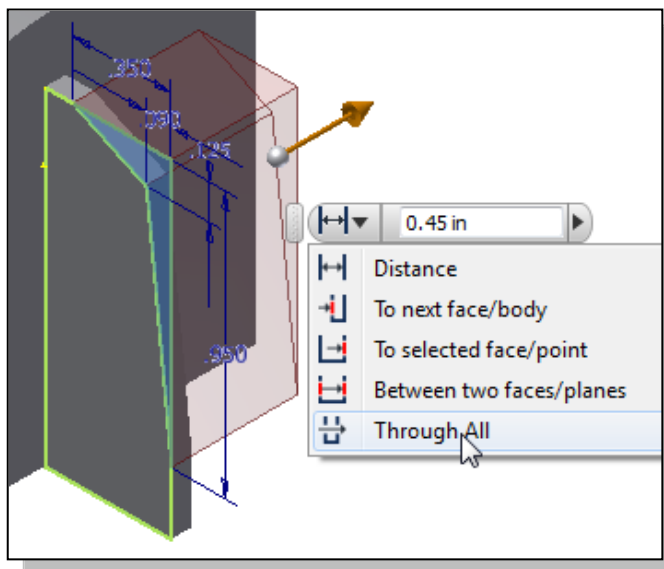 .350
.090
.125
.950
0.45 in
Distance
To next face/body
To selected face/point
Between two faces/planes
Through All